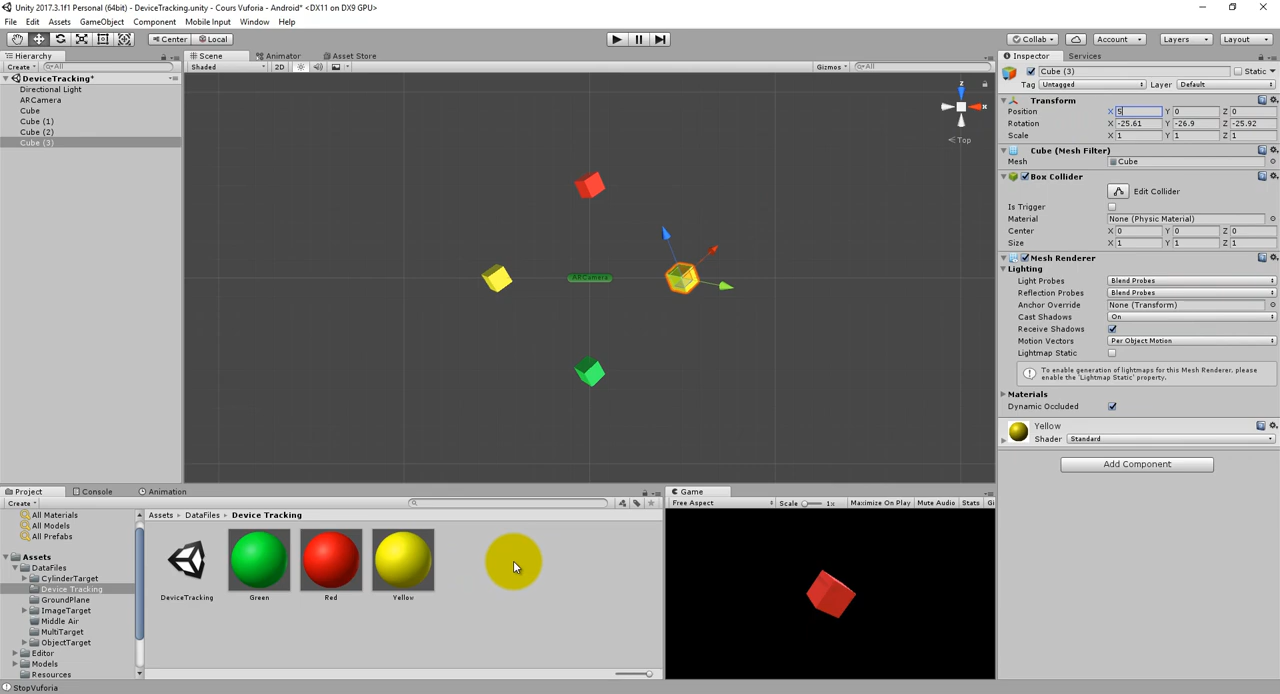 Unity 2017.3.1f1 Personal (64bit) - DeviceTracking.unity - Cours Vuforia - Android* <DX11 on DX9 GPU>
File Edit Assets GameObject Component Mobile Input Window Help
Center Local Collab Account Layers Layout
Hierarchy
Create All
DeviceTracking*
Directional Light
ARCamera
Cube
Cube (1)
Cube (2)
Cube (3)
Scene Animator Asset Store
Shaded 2D Gizmos All
z
x
Top
ARCamera
Inspector Services
Cube (3) Static
Tag Untagged Layer Default
Transform
Position X 5 Y 0 Z 0
Rotation X -25.61 Y -26.9 Z -25.92
Scale X 1 Y 1 Z 1
Cube (Mesh Filter)
Mesh Cube
Box Collider
Edit Collider
Is Trigger
Material None (Physic Material)
Center X 0 Y 0 Z 0
Size X 1 Y 1 Z 1
Mesh Renderer
Lighting
Light Probes Blend Probes
Reflection Probes Blend Probes
Anchor Override None (Transform)
Cast Shadows On
Receive Shadows
Motion Vectors Per Object Motion
Lightmap Static
To enable generation of lightmaps for this Mesh Renderer, please
enable the 'Lightmap Static' property.
Materials
Dynamic Occluded
Yellow
Shader Standard
Add Component
Project Console Animation
Create
All Materials
All Models
All Prefabs
Assets
DataFiles
CylinderTarget
Device Tracking
GroundPlane
ImageTarget
Middle Air
MultiTarget
ObjectTarget
Editor
Models
Resources
Assets DataFiles Device Tracking
DeviceTracking Green Red Yellow
Game
Free Aspect Scale 1x Maximize On Play Mute Audio Stats Gi
StopVuforia